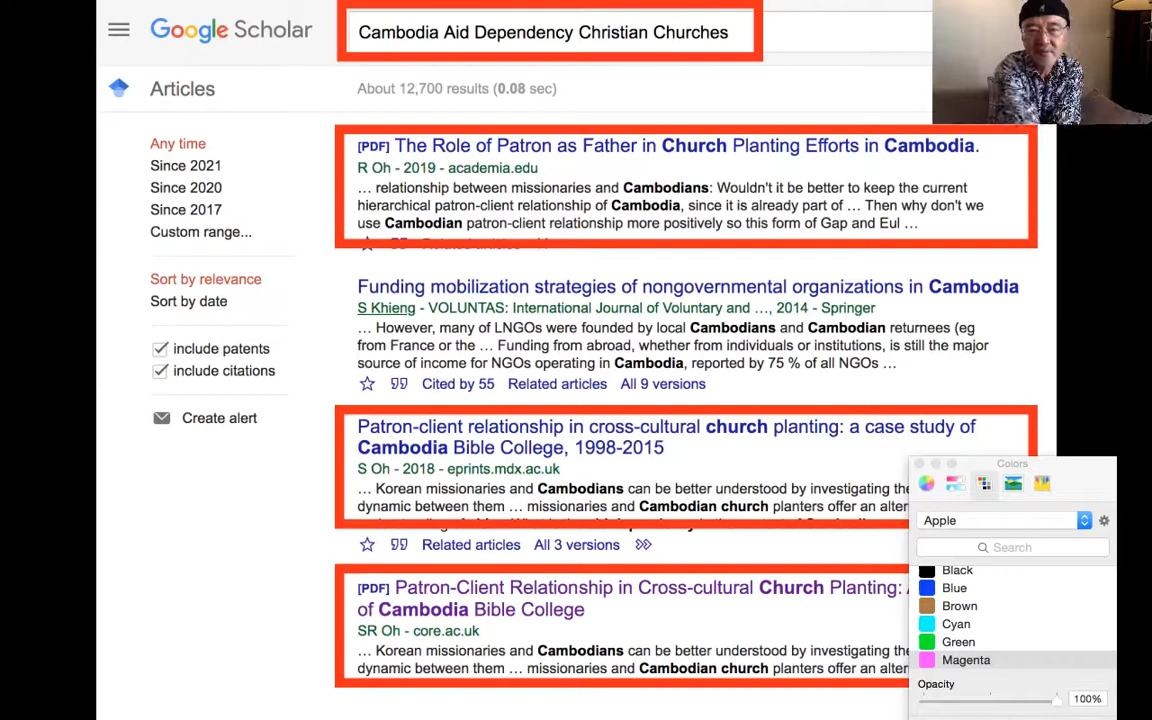 Google Scholar
Cambodia Aid Dependency Christian Churches
Articles
About 12,700 results (0.08 sec)
Any time
Since 2021
Since 2020
Since 2017
Custom range...
Sort by relevance
Sort by date
include patents
include citations
Create alert
[PDF] The Role of Patron as Father in Church Planting Efforts in Cambodia.
R Oh - 2019 - academia.edu
... relationship between missionaries and Cambodians: Wouldn't it be better to keep the current
hierarchical patron-client relationship of Cambodia, since it is already part of ... Then why don't we
use Cambodian patron-client relationship more positively so this form of Gap and Eul ...
Related articles
Funding mobilization strategies of nongovernmental organizations in Cambodia
S Khieng - VOLUNTAS: International Journal of Voluntary and ..., 2014 - Springer
... However, many of LNGOs were founded by local Cambodians and Cambodian returnees (eg
from France or the ... Funding from abroad, whether from individuals or institutions, is still the major
source of income for NGOs operating in Cambodia, reported by 75 % of all NGOs ...
Cited by 55 Related articles All 9 versions
Patron-client relationship in cross-cultural church planting: a case study of
Cambodia Bible College, 1998-2015
S Oh - 2018 - eprints.mdx.ac.uk
... Korean missionaries and Cambodians can be better understood by investigating the
dynamic between them ... missionaries and Cambodian church planters offer an alter
Related articles All 3 versions
[PDF] Patron-Client Relationship in Cross-cultural Church Planting:
of Cambodia Bible College
SR Oh - core.ac.uk
... Korean missionaries and Cambodians can be better understood by investigating the
dynamic between them ... missionaries and Cambodian church planters offer an alter
Colors
Apple
Search
Black
Blue
Brown
Cyan
Green
Magenta
Opacity
100%